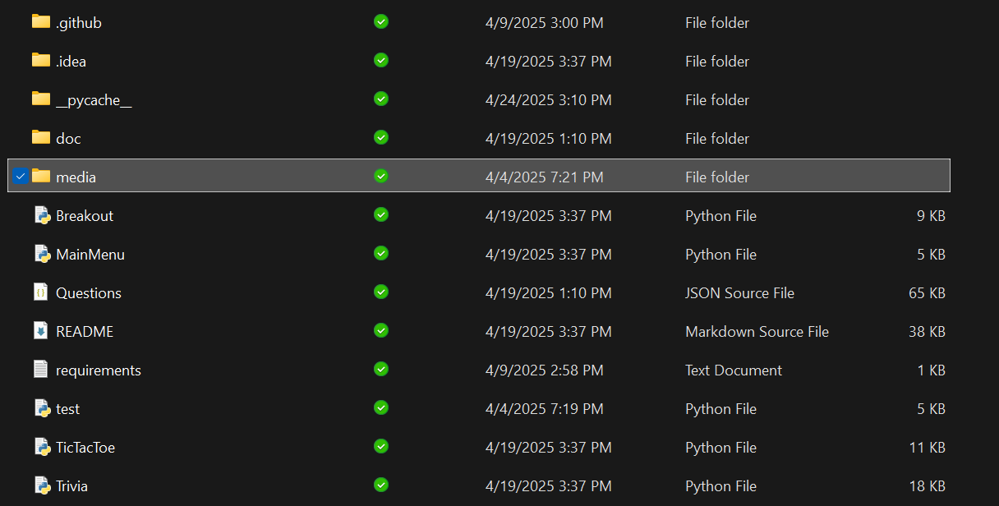 .github 4/9/2025 3:00 PM File folder
.idea 4/19/2025 3:37 PM File folder
__pycache__ 4/24/2025 3:10 PM File folder
doc 4/19/2025 1:10 PM File folder
media 4/4/2025 7:21 PM File folder
Breakout 4/19/2025 3:37 PM Python File 9 KB
MainMenu 4/19/2025 3:37 PM Python File 5 KB
Questions 4/19/2025 1:10 PM JSON Source File 65 KB
README 4/19/2025 3:37 PM Markdown Source File 38 KB
requirements 4/9/2025 2:58 PM Text Document 1 KB
test 4/4/2025 7:19 PM Python File 5 KB
TicTacToe 4/19/2025 3:37 PM Python File 11 KB
Trivia 4/19/2025 3:37 PM Python File 18 KB